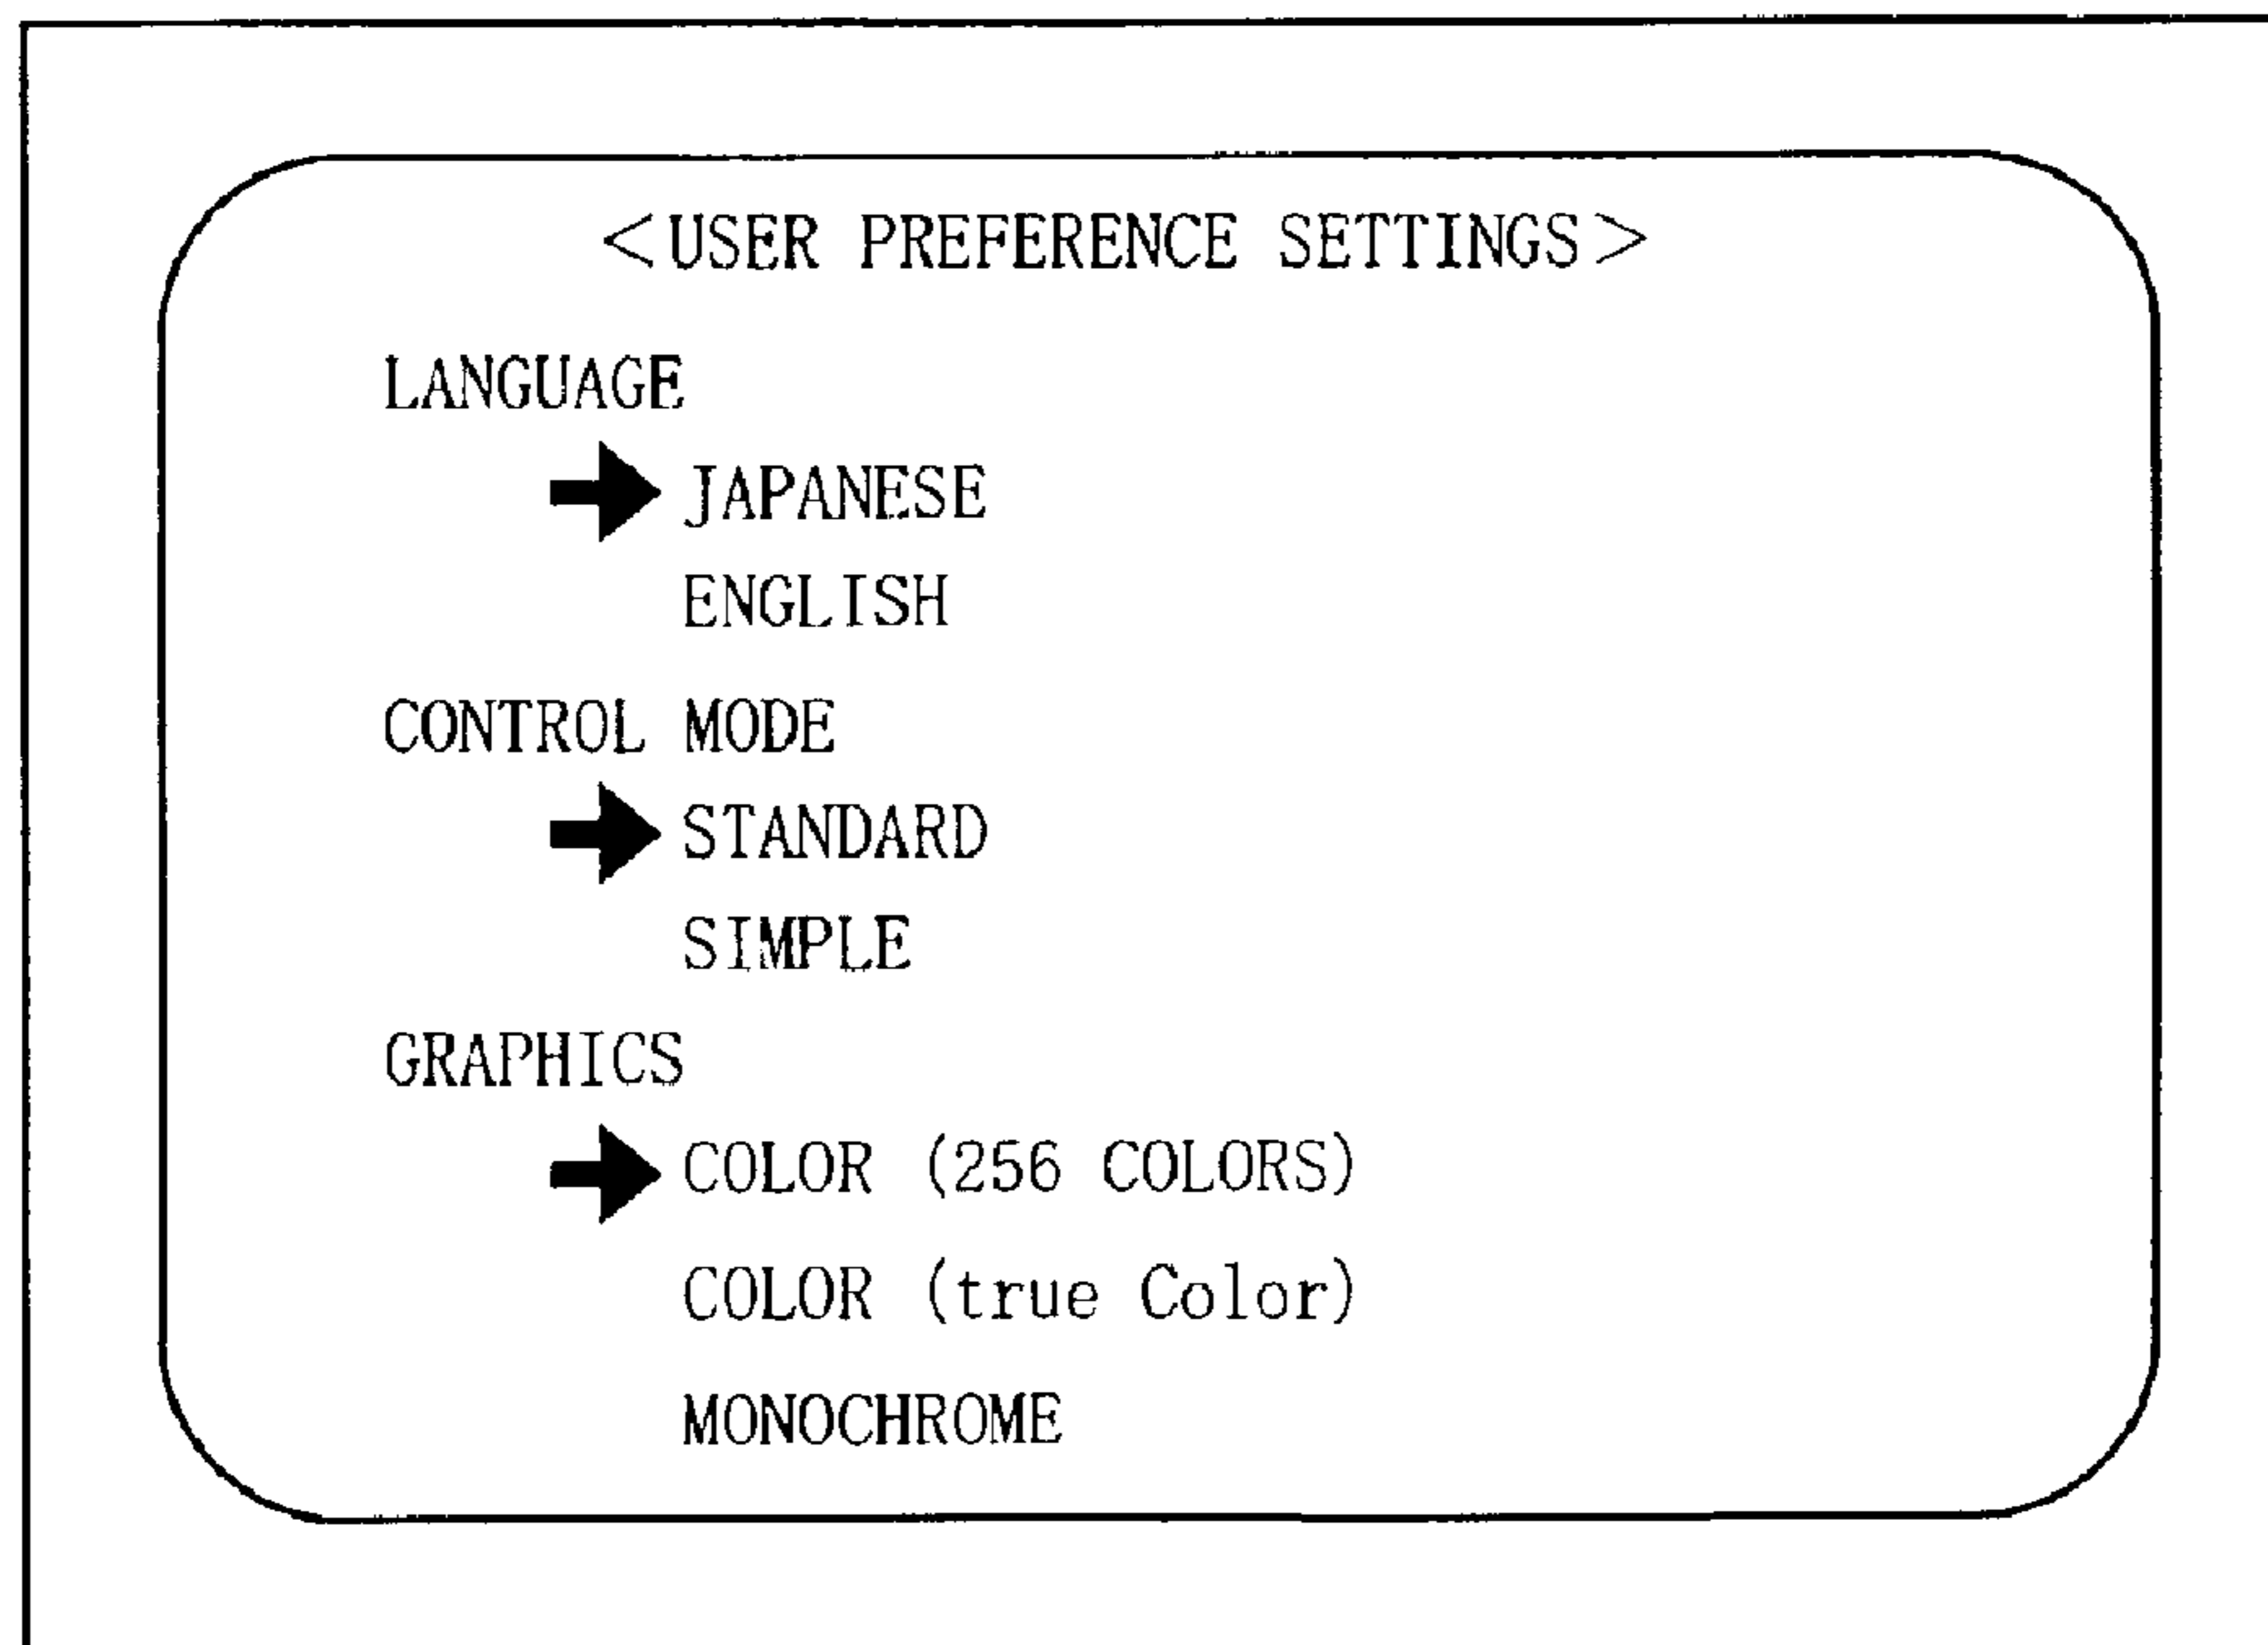 <USER PREFERENCE SETTINGS>
LANGUAGE
JAPANESE
ENGLISH
CONTROL MODE
STANDARD
SIMPLE
GRAPHICS
COLOR (256 COLORS)
COLOR (true Color)
MONOCHROME